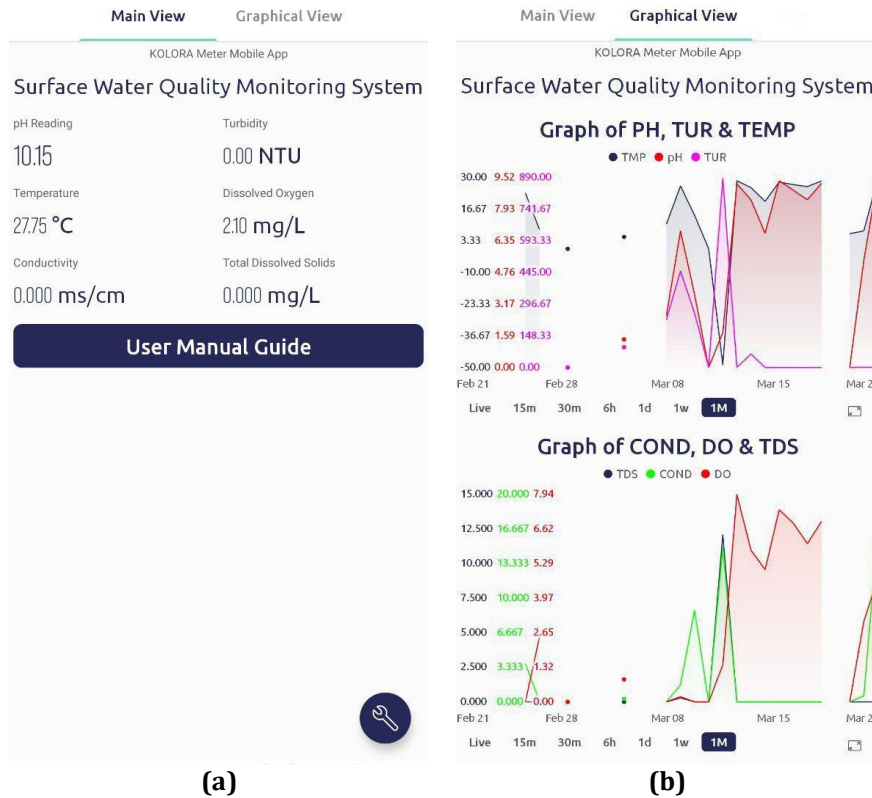 Main View Graphical View
KOLORA Meter Mobile App
Surface Water Quality Monitoring System
pH Reading Turbidity
10.15 0.00 NTU
Temperature Dissolved Oxygen
27.75 °C 2.10 mg/L
Conductivity Total Dissolved Solids
0.000 ms/cm 0.000 mg/L
User Manual Guide
(a)
Main View Graphical View
KOLORA Meter Mobile App
Surface Water Quality Monitoring System
Graph of PH, TUR & TEMP
TMP pH TUR
30.00 9.52 890.00
16.67 7.93 741.67
3.33 6.35 593.33
-10.00 4.76 445.00
-23.33 3.17 296.67
-36.67 1.59 148.33
-50.00 0.00 0.00
Feb 21 Feb 28 Mar 08 Mar 15 Mar 2
Live 15m 30m 6h 1d 1w 1M
Graph of COND, DO & TDS
TDS COND DO
15.000 20.000 7.94
12.500 16.667 6.62
10.000 13.333 5.29
7.500 10.000 3.97
5.000 6.667 2.65
2.500 3.333 1.32
0.000 0.000 0.00
Feb 21 Feb 28 Mar 08 Mar 15 Mar 2
Live 15m 30m 6h 1d 1w 1M
(b)